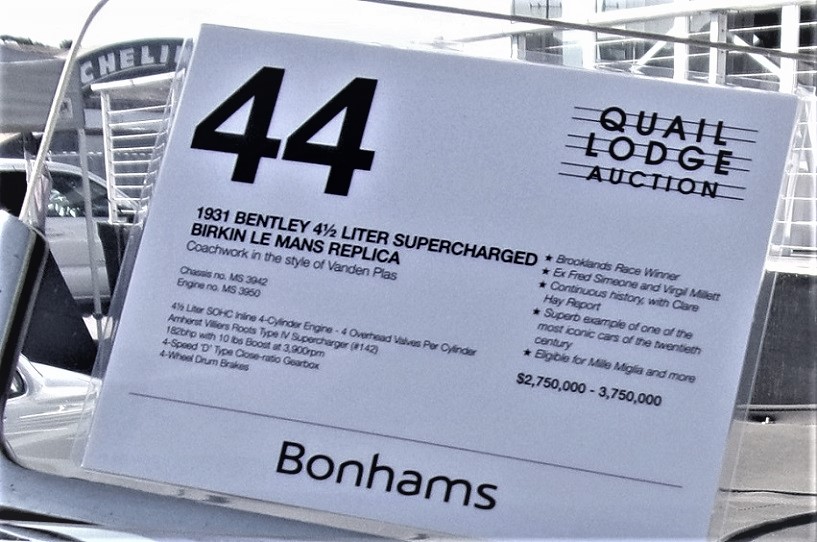 CHELIN
44
QUAIL
LODGE
AUCTION
1931 BENTLEY 4½ LITER SUPERCHARGED
BIRKIN LE MANS REPLICA
Coachwork in the style of Vanden Plas
Chassis no. MS 3942
Engine no. MS 3950
4½ Liter SOHC Inline 4-Cylinder Engine - 4 Overhead Valves Per Cylinder
Amherst Villiers Roots Type IV Supercharger (#142)
182bhp with 10 lbs Boost at 3,900rpm
4-Speed 'D' Type Close-ratio Gearbox
4-Wheel Drum Brakes
★ Brooklands Race Winner
★ Ex Fred Simeone and Virgil Millett
★ Continuous history, with Clare
Hay Report
★ Superb example of one of the
most iconic cars of the twentieth
century
★ Eligible for Mille Miglia and more
$2,750,000 - 3,750,000
Bonhams